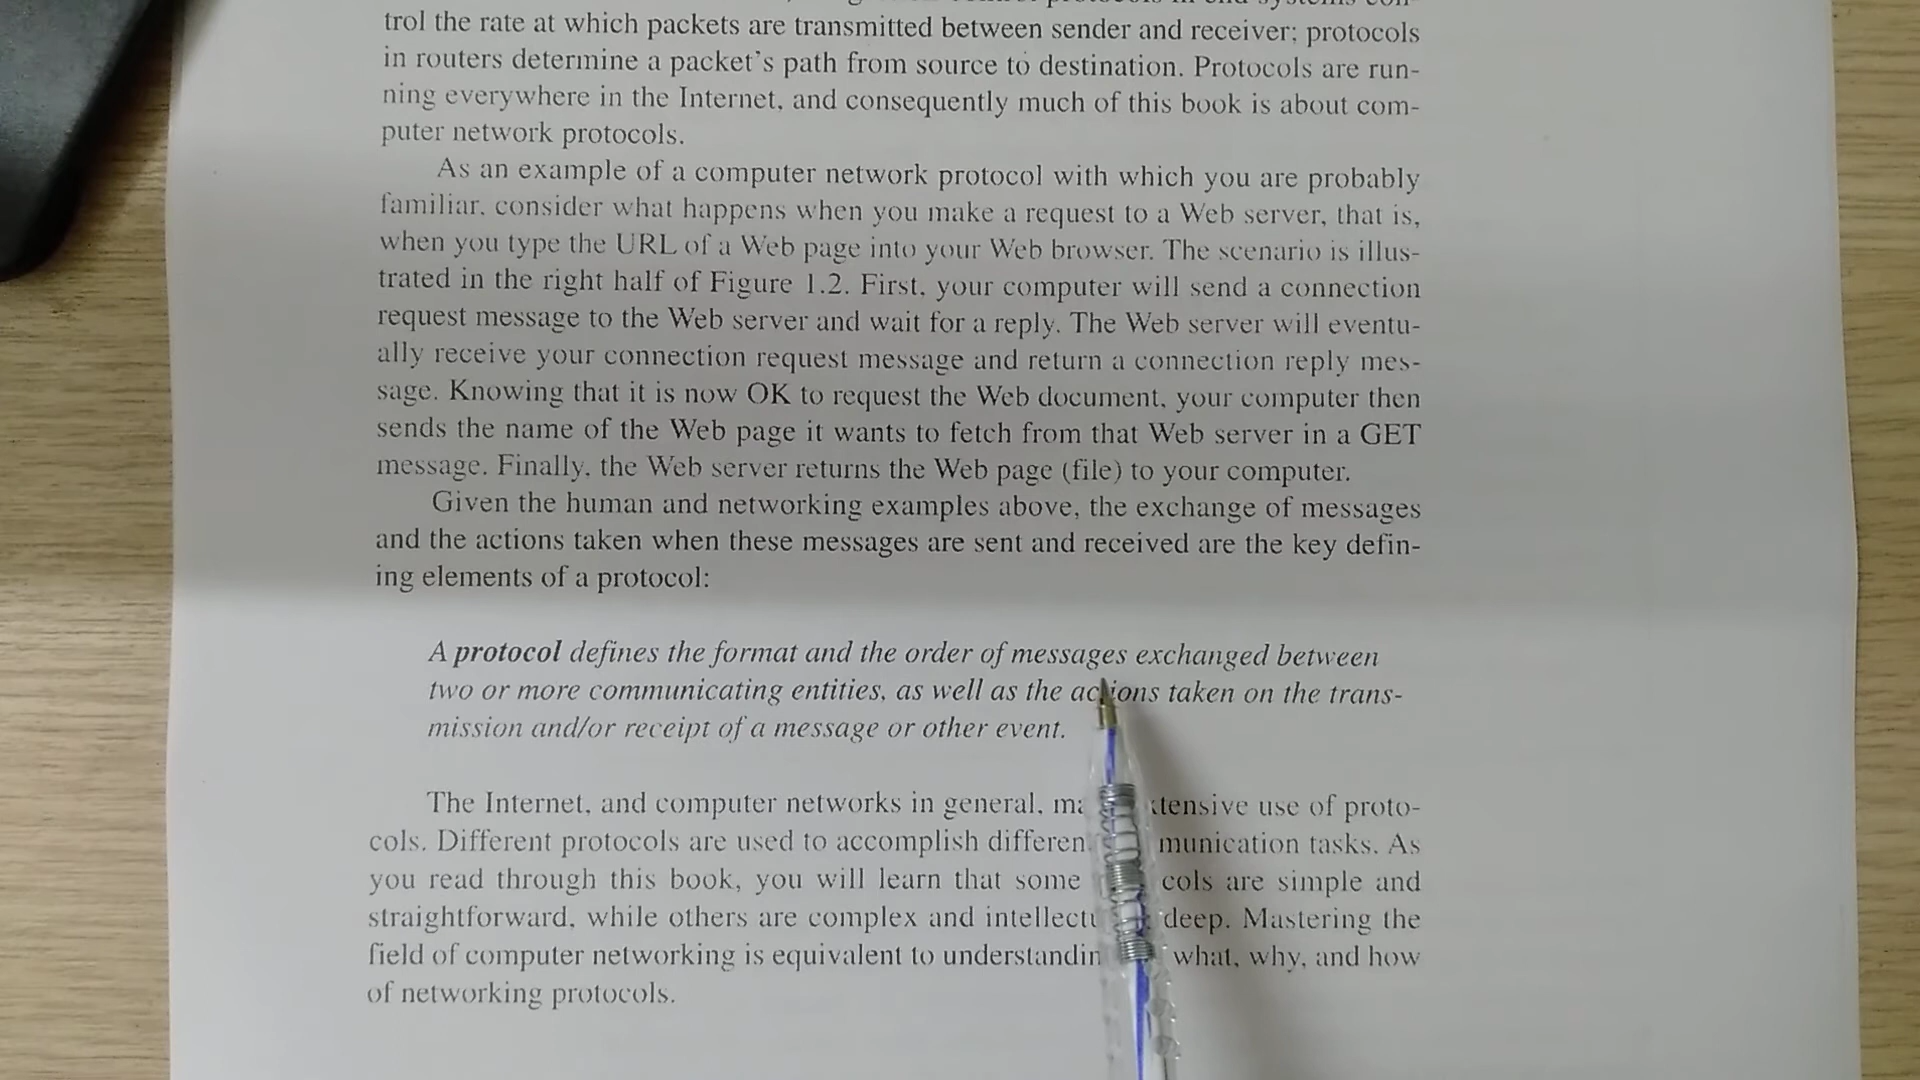 trol the rate at which packets are transmitted between sender and receiver; protocols
in routers determine a packet's path from source to destination. Protocols are run-
ning everywhere in the Internet, and consequently much of this book is about com-
puter network protocols.
As an example of a computer network protocol with which you are probably
familiar, consider what happens when you make a request to a Web server, that is,
when you type the URL of a Web page into your Web browser. The scenario is illus-
trated in the right half of Figure 1.2. First, your computer will send a connection
request message to the Web server and wait for a reply. The Web server will eventu-
ally receive your connection request message and return a connection reply mes-
sage. Knowing that it is now OK to request the Web document, your computer then
sends the name of the Web page it wants to fetch from that Web server in a GET
message. Finally, the Web server returns the Web page (file) to your computer.
Given the human and networking examples above, the exchange of messages
and the actions taken when these messages are sent and received are the key defin-
ing elements of a protocol:
A protocol defines the format and the order of messages exchanged between
two or more communicating entities, as well as the actions taken on the trans-
mission and/or receipt of a message or other event.
The Internet, and computer networks in general, use of proto-
cols. Different protocols are used to accomplish tasks. As
you read through this book, you will learn that some are simple and
straightforward, while others are complex and deep. Mastering the
field of computer networking is equivalent to what, why, and how
of networking protocols.